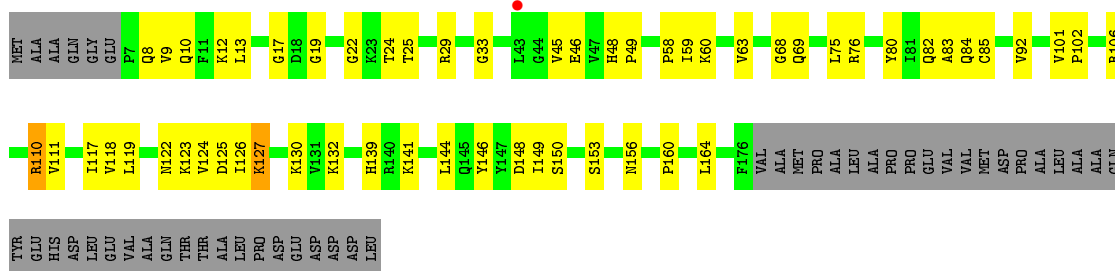 MET ALA ALA GLN GLY GLU P7 Q8 V9 Q10 F11 K12 L13 G17 D18 G19 G22 K23 T24 T25 R29 G33 L43 G44 V45 E46 V47 H48 P49 P58 I59 K60 V63 G68 Q69 L75 R76 Y80 I81 Q82 A83 Q84 C85 V92 V101 P102 R106
R110 V111 I117 V118 L119 N122 K123 V124 D125 I126 K127 K130 V131 K132 H139 R140 K141 L144 Q145 Y146 Y147 D148 I149 S150 S153 N156 P160 L164 F176 VAL ALA MET PRO ALA LEU ALA PRO PRO GLU VAL VAL MET ASP PRO ALA LEU ALA ALA GLN
TYR GLU HIS ASP LEU GLU VAL ALA GLN THR THR ALA LEU PRO ASP GLU ASP ASP ASP LEU